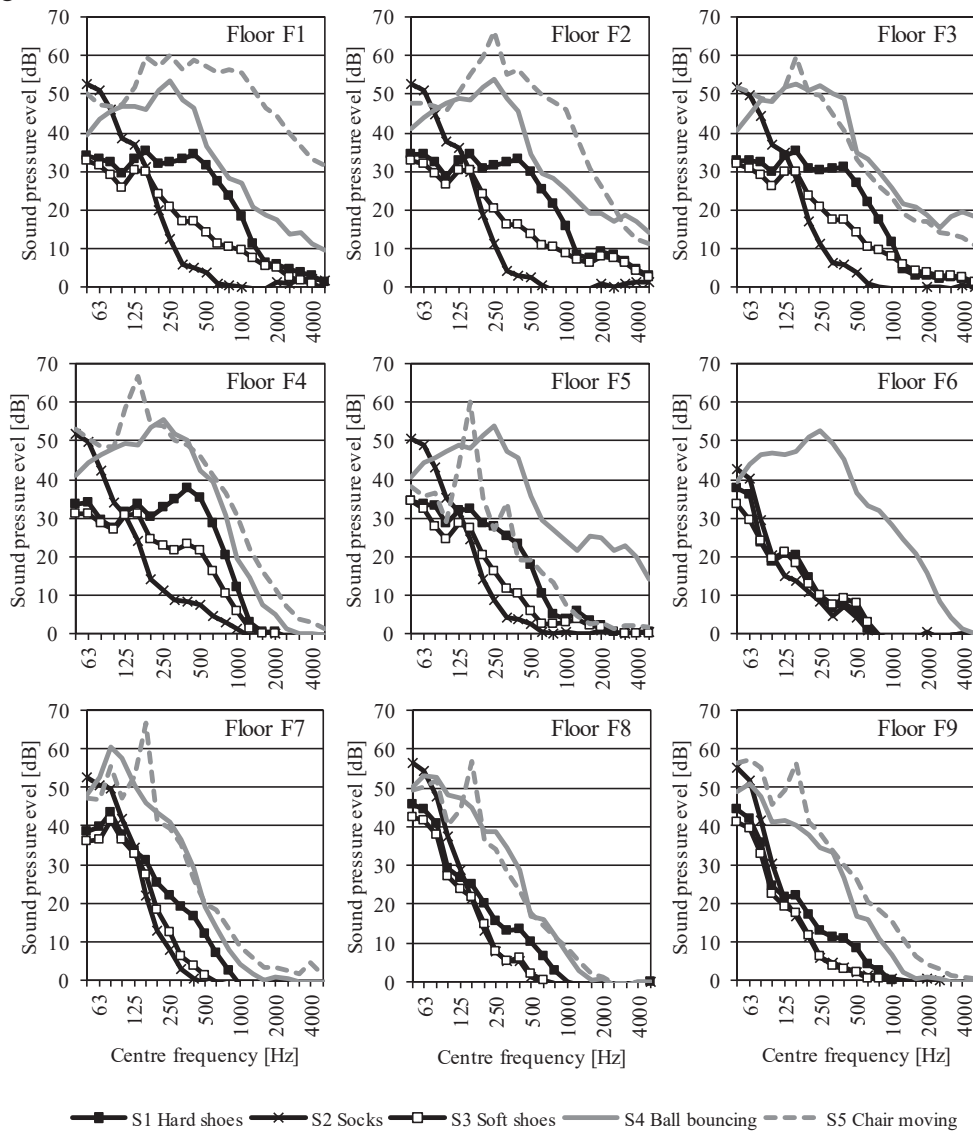 Floor F1
Floor F2
Floor F3
Sound pressure evel [dB]
Sound pressure evel [dB]
Sound pressure evel [dB]
70
60
50
40
30
20
10
0
70
60
50
40
30
20
10
0
70
60
50
40
30
20
10
0
63 125 250 500 1000 2000 4000
63 125 250 500 1000 2000 4000
63 125 250 500 1000 2000 4000
Floor F4
Floor F5
Floor F6
Sound pressure evel [dB]
Sound pressure evel [dB]
Sound pressure evel [dB]
70
60
50
40
30
20
10
0
70
60
50
40
30
20
10
0
70
60
50
40
30
20
10
0
63 125 250 500 1000 2000 4000
63 125 250 500 1000 2000 4000
63 125 250 500 1000 2000 4000
Floor F7
Floor F8
Floor F9
Sound pressure evel [dB]
Sound pressure evel [dB]
Sound pressure evel [dB]
70
60
50
40
30
20
10
0
70
60
50
40
30
20
10
0
70
60
50
40
30
20
10
0
63 125 250 500 1000 2000 4000
63 125 250 500 1000 2000 4000
63 125 250 500 1000 2000 4000
Centre frequency [Hz]
Centre frequency [Hz]
Centre frequency [Hz]
S1 Hard shoes S2 Socks S3 Soft shoes S4 Ball bouncing S5 Chair moving